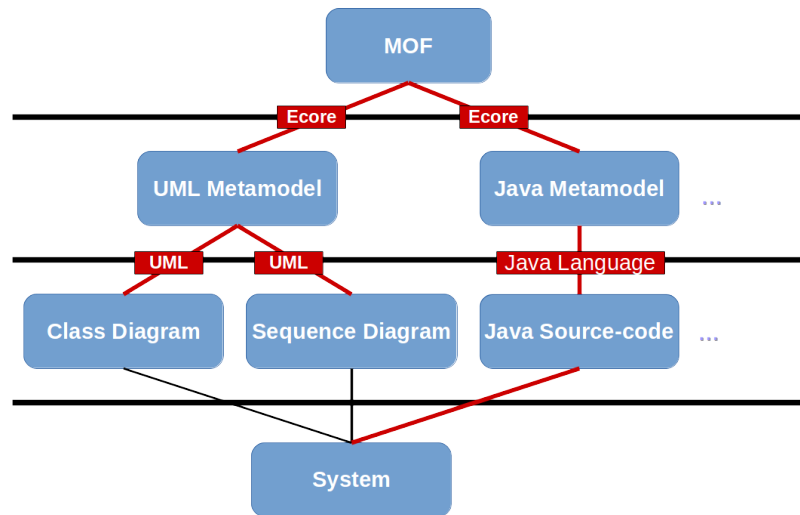 MOF
Ecore
Ecore
UML Metamodel
Java Metamodel
...
UML
UML
Java Language
Class Diagram
Sequence Diagram
Java Source-code
...
System